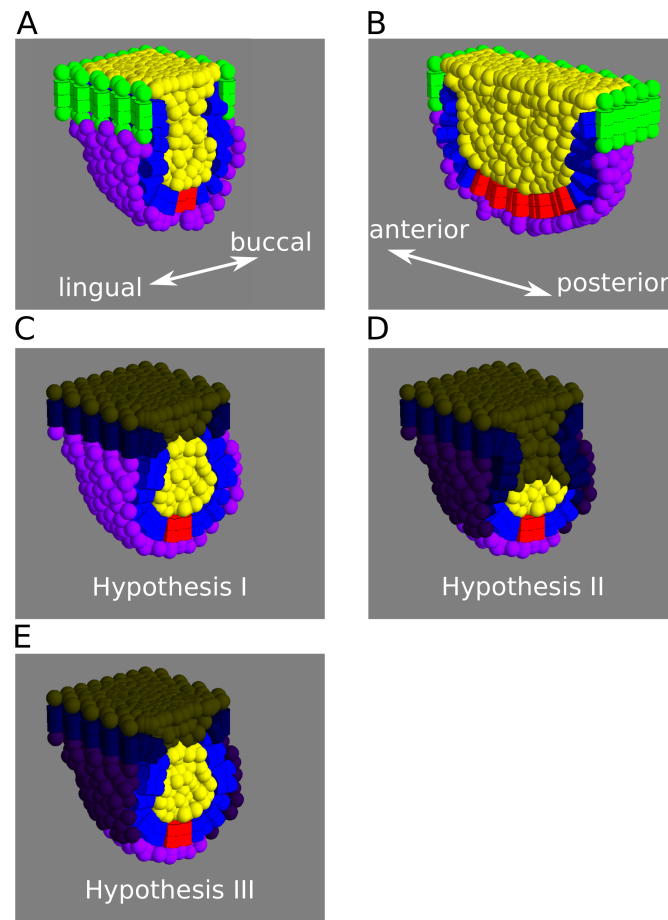 A
B
buccal
lingual
anterior
posterior
C
D
Hypothesis I
Hypothesis II
E
Hypothesis III